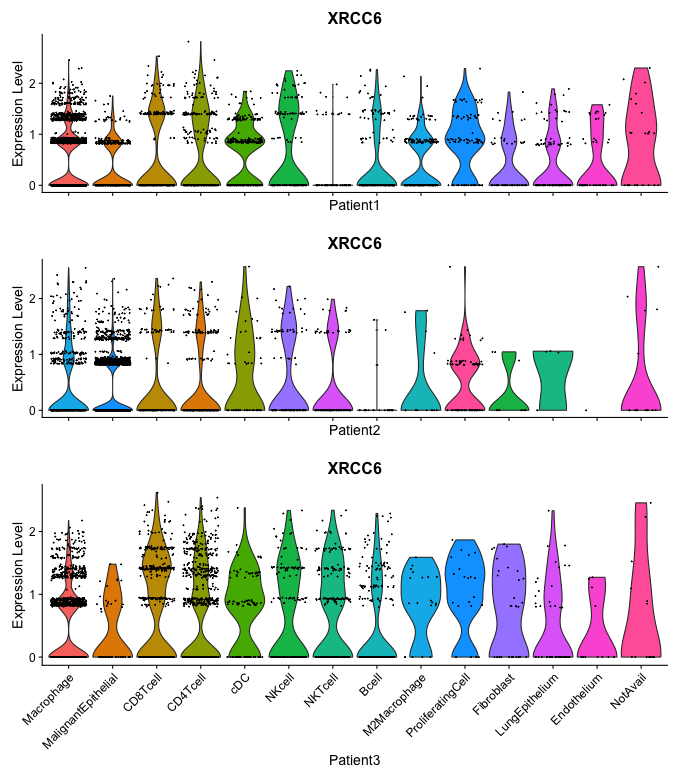 XRCC6
Expression Level
2
1
0
Patient1
XRCC6
Expression Level
2
1
0
Patient2
XRCC6
Expression Level
2
1
0
Macrophage
MalignantEpithelial
CD8Tcell
CD4Tcell
cDC
NKcell
NKTcell
Bcell
M2Macrophage
ProliferatingCell
Fibroblast
LungEpithelium
Endothelium
NotAvail
Patient3